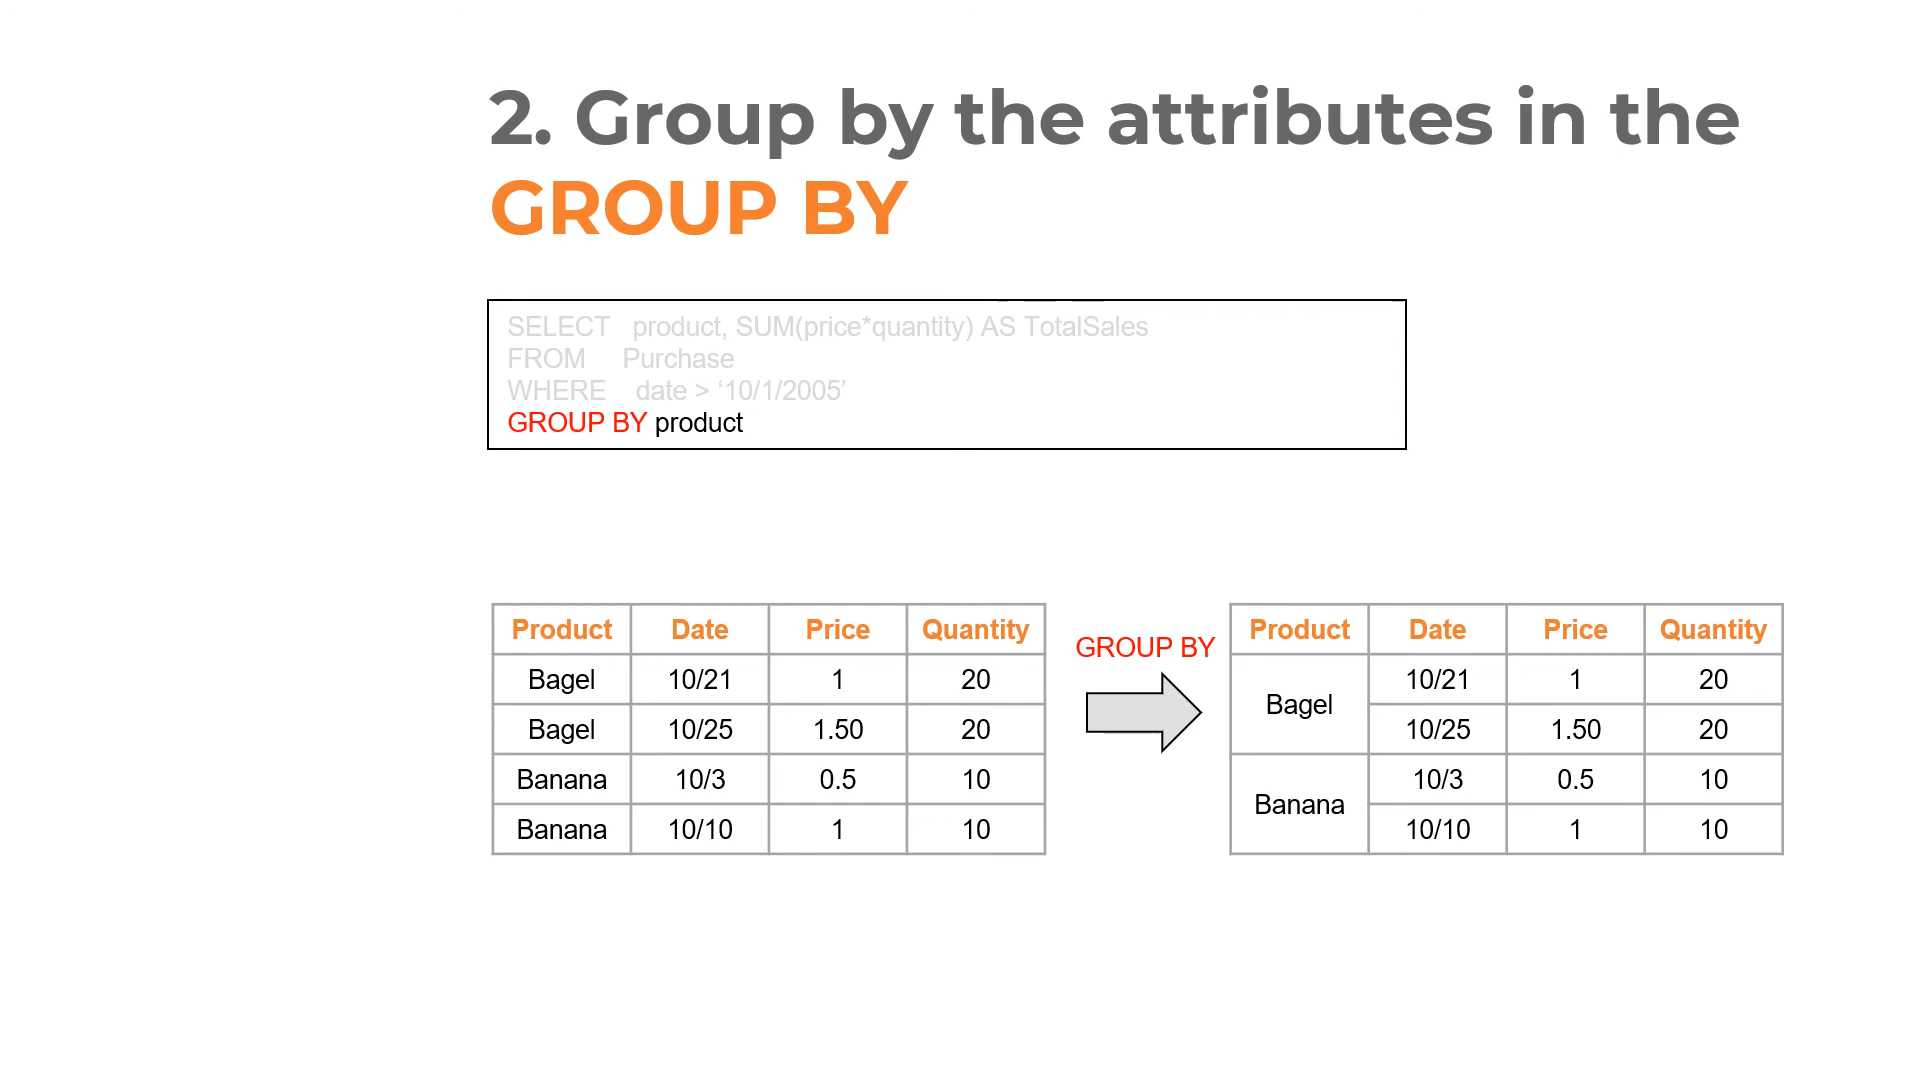 2. Group by the attributes in the
GROUP BY
SELECT product, SUM(price*quantity) AS TotalSales
FROM Purchase
WHERE date > ‘10/1/2005’
GROUP BY product
Product Date Price Quantity
Bagel 10/21 1 20
Bagel 10/25 1.50 20
Banana 10/3 0.5 10
Banana 10/10 1 10
GROUP BY
Product Date Price Quantity
Bagel 10/21 1 20
10/25 1.50 20
Banana 10/3 0.5 10
10/10 1 10